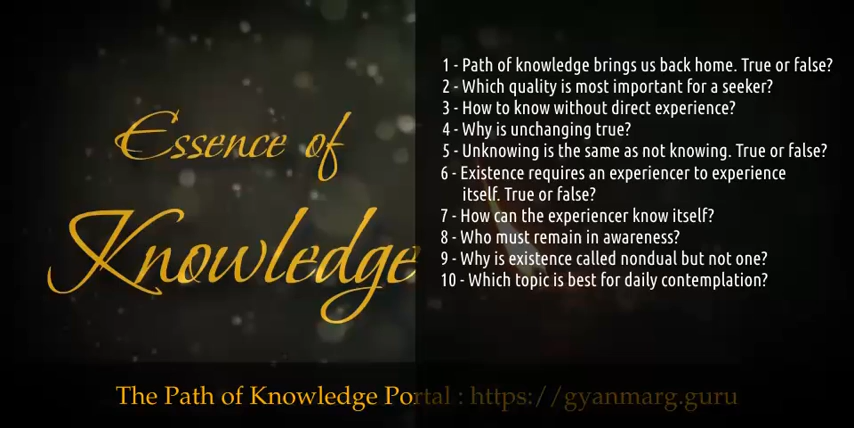 Essence of
Knowledge
1 - Path of knowledge brings us back home. True or false?
2 - Which quality is most important for a seeker?
3 - How to know without direct experience?
4 - Why is unchanging true?
5 - Unknowing is the same as not knowing. True or false?
6 - Existence requires an experiencer to experience
itself. True or false?
7 - How can the experiencer know itself?
8 - Who must remain in awareness?
9 - Why is existence called nondual but not one?
10 - Which topic is best for daily contemplation?
The Path of Knowledge Portal : https://gyanmarg.guru